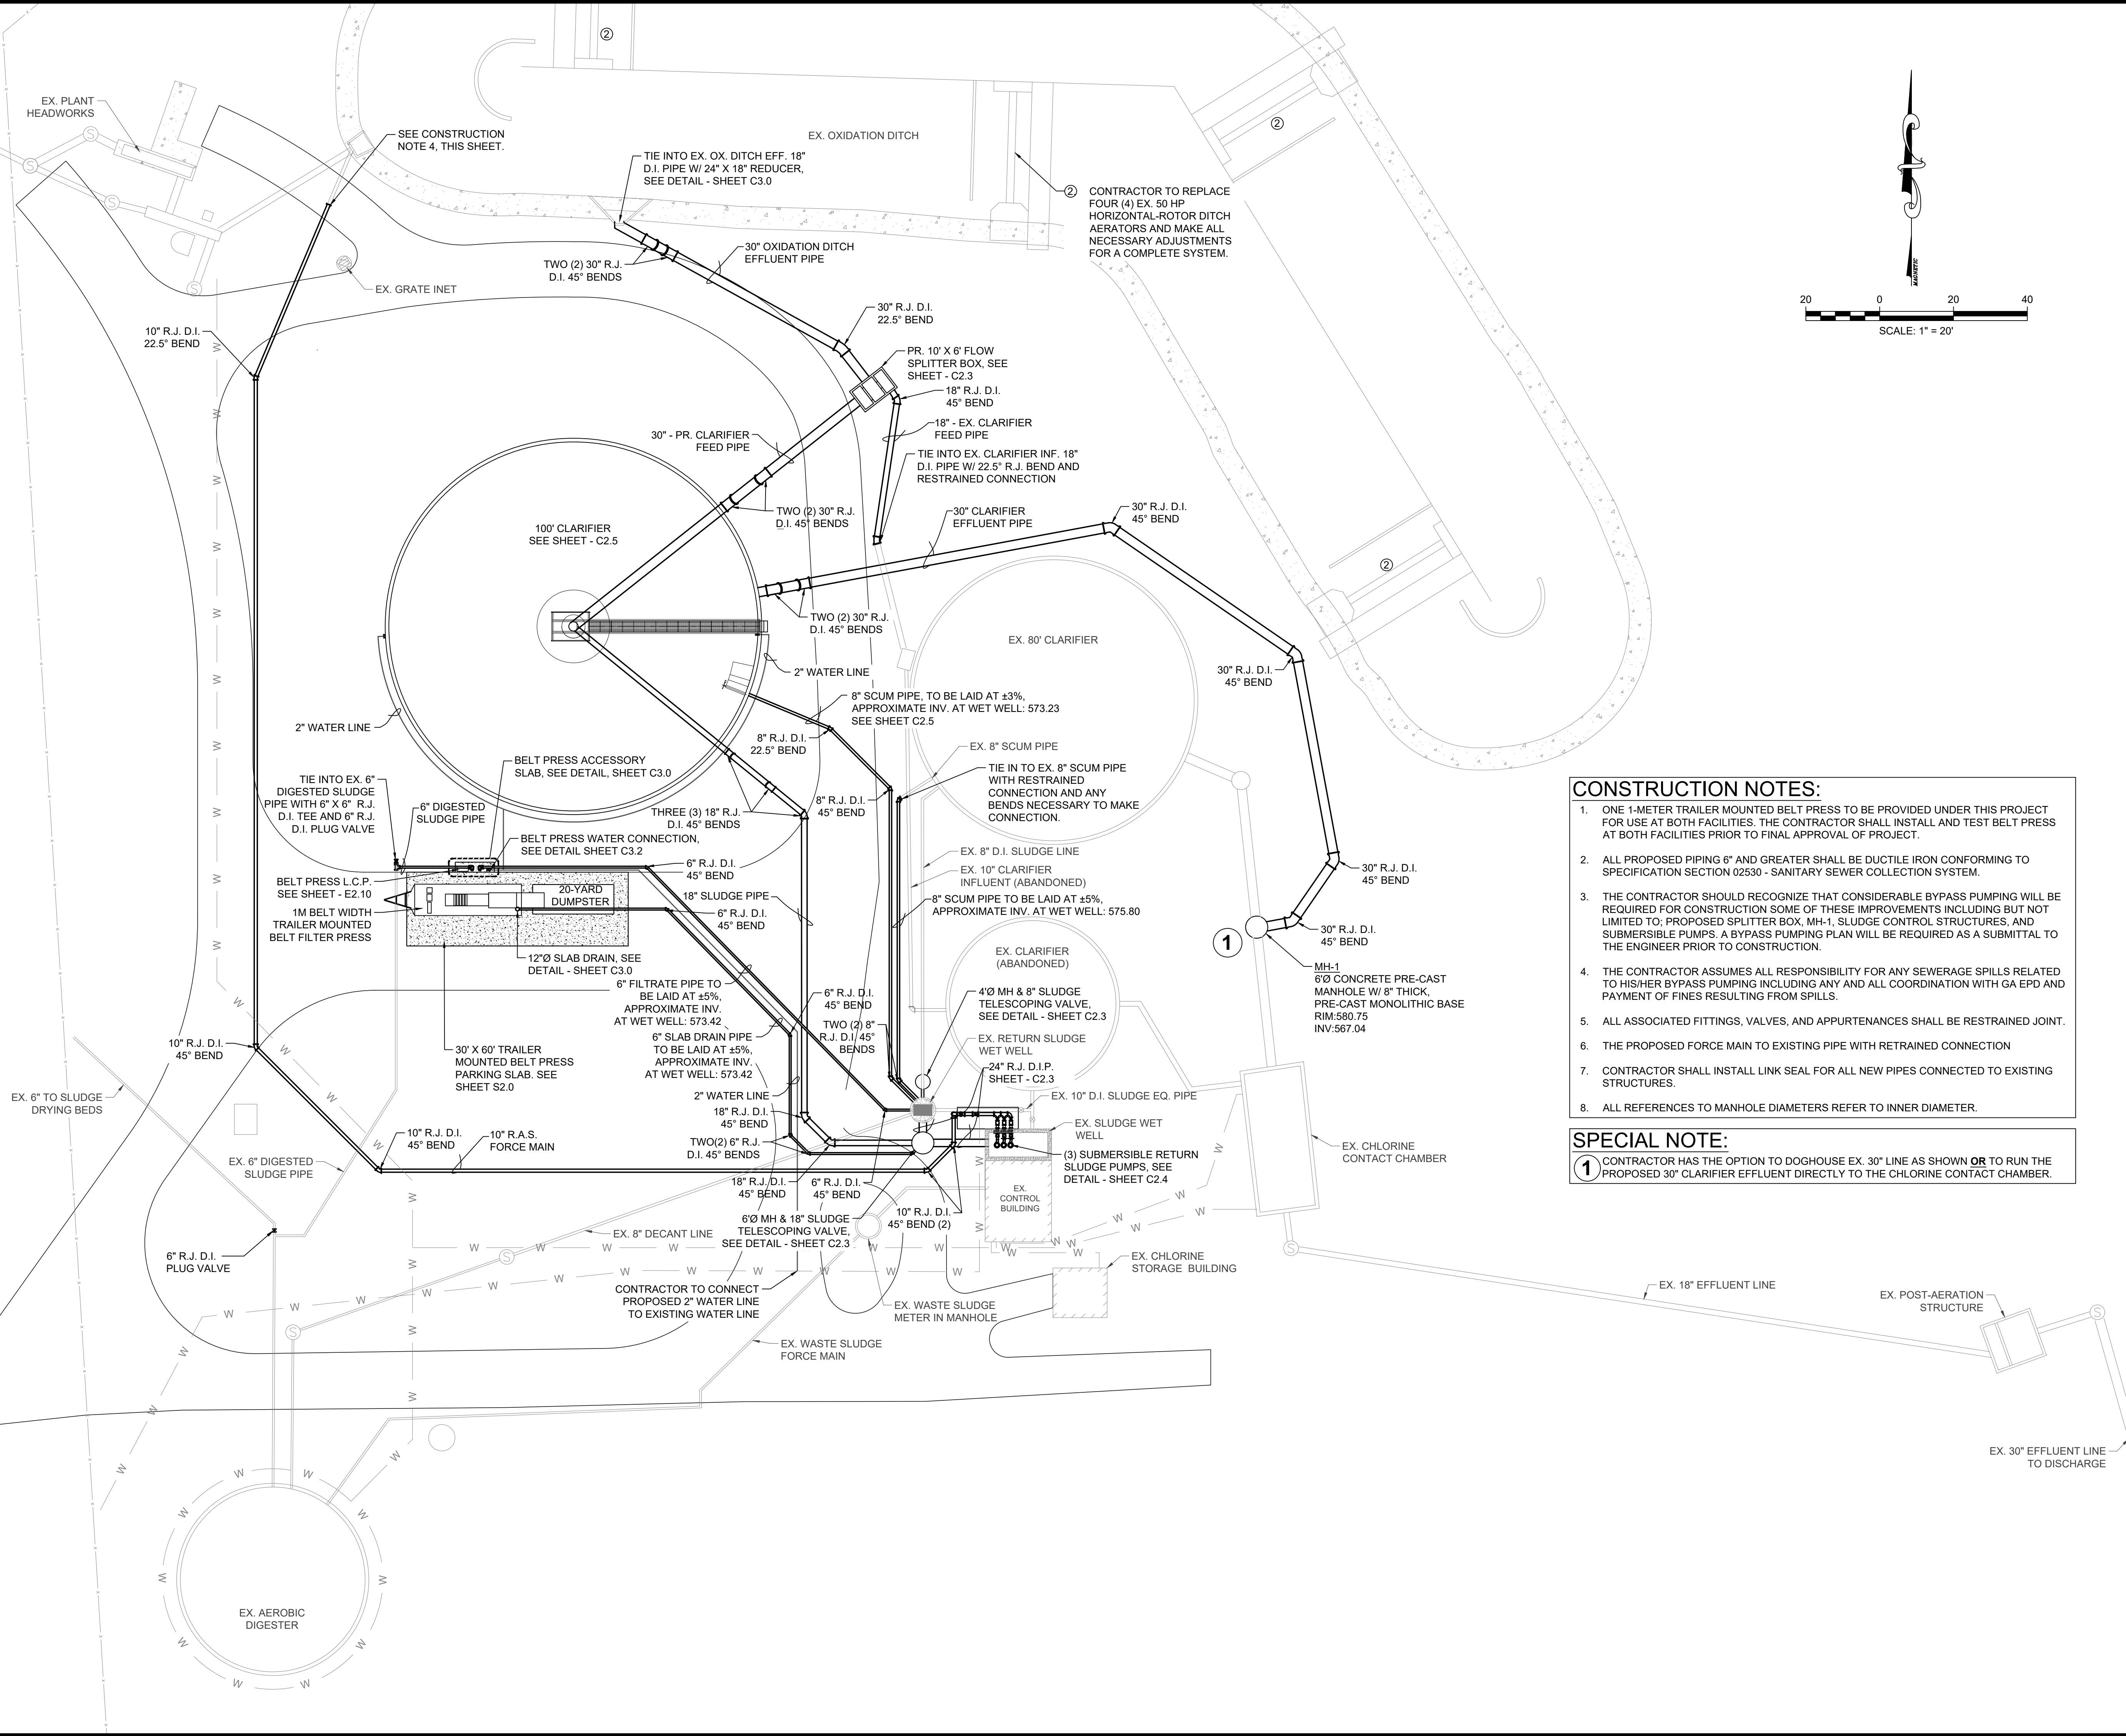 ②
EX. PLANT
HEADWORKS
SEE CONSTRUCTION
NOTE 4, THIS SHEET.
EX. OXIDATION DITCH
②
TIE INTO EX. OX. DITCH EFF. 18"
D.I. PIPE W/ 24" X 18" REDUCER,
SEE DETAIL - SHEET C3.0
② CONTRACTOR TO REPLACE
FOUR (4) EX. 50 HP
HORIZONTAL-ROTOR DITCH
AERATORS AND MAKE ALL
NECESSARY ADJUSTMENTS
FOR A COMPLETE SYSTEM.
MAGNETIC
20 0 20 40
SCALE: 1" = 20'
30" OXIDATION DITCH
EFFLUENT PIPE
TWO (2) 30" R.J.
D.I. 45° BENDS
EX. GRATE INET
10" R.J. D.I.
22.5° BEND
30" R.J. D.I.
22.5° BEND
PR. 10' X 6' FLOW
SPLITTER BOX, SEE
SHEET - C2.3
18" R.J. D.I.
45° BEND
18" - EX. CLARIFIER
FEED PIPE
30" - PR. CLARIFIER
FEED PIPE
TIE INTO EX. CLARIFIER INF. 18"
D.I. PIPE W/ 22.5° R.J. BEND AND
RESTRAINED CONNECTION
TWO (2) 30" R.J.
D.I. 45° BENDS
30" CLARIFIER
EFFLUENT PIPE
30" R.J. D.I.
45° BEND
100' CLARIFIER
SEE SHEET - C2.5
②
TWO (2) 30" R.J.
D.I. 45° BENDS
EX. 80' CLARIFIER
2" WATER LINE
30" R.J. D.I.
45° BEND
8" SCUM PIPE, TO BE LAID AT ±3%,
APPROXIMATE INV. AT WET WELL: 573.23
SEE SHEET C2.5
2" WATER LINE
8" R.J. D.I.
22.5° BEND
EX. 8" SCUM PIPE
BELT PRESS ACCESSORY
SLAB, SEE DETAIL, SHEET C3.0
TIE INTO EX. 6"
DIGESTED SLUDGE
PIPE WITH 6" X 6" R.J.
D.I. TEE AND 6" R.J.
D.I. PLUG VALVE
6" DIGESTED
SLUDGE PIPE
TIE IN TO EX. 8" SCUM PIPE
WITH RESTRAINED
CONNECTION AND ANY
BENDS NECESSARY TO MAKE
CONNECTION.
8" R.J. D.I.
45° BEND
THREE (3) 18" R.J.
D.I. 45° BENDS
BELT PRESS WATER CONNECTION,
SEE DETAIL SHEET C3.2
EX. 8" D.I. SLUDGE LINE
6" R.J. D.I.
45° BEND
EX. 10" CLARIFIER
INFLUENT (ABANDONED)
30" R.J. D.I.
45° BEND
BELT PRESS L.C.P.
SEE SHEET - E2.10
20-YARD
DUMPSTER
18" SLUDGE PIPE
8" SCUM PIPE TO BE LAID AT ±5%,
APPROXIMATE INV. AT WET WELL: 575.80
1M BELT WIDTH
TRAILER MOUNTED
BELT FILTER PRESS
6" R.J. D.I.
45° BEND
30" R.J. D.I.
45° BEND
1
12"Ø SLAB DRAIN, SEE
DETAIL - SHEET C3.0
EX. CLARIFIER
(ABANDONED)
MH-1
6'Ø CONCRETE PRE-CAST
MANHOLE W/ 8" THICK,
PRE-CAST MONOLITHIC BASE
RIM:580.75
INV:567.04
6" FILTRATE PIPE TO
BE LAID AT ±5%,
APPROXIMATE INV.
AT WET WELL: 573.42
6" R.J. D.I.
45° BEND
4'Ø MH & 8" SLUDGE
TELESCOPING VALVE,
SEE DETAIL - SHEET C2.3
TWO (2) 8"
R.J. D.I. 45°
BENDS
10" R.J. D.I.
45° BEND
30' X 60' TRAILER
MOUNTED BELT PRESS
PARKING SLAB. SEE
SHEET S2.0
6" SLAB DRAIN PIPE
TO BE LAID AT ±5%,
APPROXIMATE INV.
AT WET WELL: 573.42
EX. RETURN SLUDGE
WET WELL
24" R.J. D.I.P.
SHEET - C2.3
EX. 6" TO SLUDGE
DRYING BEDS
2" WATER LINE
EX. 10" D.I. SLUDGE EQ. PIPE
18" R.J. D.I.
45° BEND
EX. SLUDGE WET
WELL
10" R.J. D.I.
45° BEND
10" R.A.S.
FORCE MAIN
TWO(2) 6" R.J.
D.I. 45° BENDS
EX. CHLORINE
CONTACT CHAMBER
EX. 6" DIGESTED
SLUDGE PIPE
(3) SUBMERSIBLE RETURN
SLUDGE PUMPS, SEE
DETAIL - SHEET C2.4
18" R.J. D.I.
45° BEND
6" R.J. D.I.
45° BEND
EX.
CONTROL
BUILDING
10" R.J. D.I.
45° BEND (2)
6'Ø MH & 18" SLUDGE
TELESCOPING VALVE,
SEE DETAIL - SHEET C2.3
EX. 8" DECANT LINE
6" R.J. D.I.
PLUG VALVE
EX. CHLORINE
STORAGE BUILDING
CONTRACTOR TO CONNECT
PROPOSED 2" WATER LINE
TO EXISTING WATER LINE
EX. WASTE SLUDGE
METER IN MANHOLE
EX. WASTE SLUDGE
FORCE MAIN
EX. 18" EFFLUENT LINE
EX. POST-AERATION
STRUCTURE
EX. 30" EFFLUENT LINE
TO DISCHARGE
EX. AEROBIC
DIGESTER
CONSTRUCTION NOTES:
1. ONE 1-METER TRAILER MOUNTED BELT PRESS TO BE PROVIDED UNDER THIS PROJECT
FOR USE AT BOTH FACILITIES. THE CONTRACTOR SHALL INSTALL AND TEST BELT PRESS
AT BOTH FACILITIES PRIOR TO FINAL APPROVAL OF PROJECT.
2. ALL PROPOSED PIPING 6" AND GREATER SHALL BE DUCTILE IRON CONFORMING TO
SPECIFICATION SECTION 02530 - SANITARY SEWER COLLECTION SYSTEM.
3. THE CONTRACTOR SHOULD RECOGNIZE THAT CONSIDERABLE BYPASS PUMPING WILL BE
REQUIRED FOR CONSTRUCTION SOME OF THESE IMPROVEMENTS INCLUDING BUT NOT
LIMITED TO; PROPOSED SPLITTER BOX, MH-1, SLUDGE CONTROL STRUCTURES, AND
SUBMERSIBLE PUMPS. A BYPASS PUMPING PLAN WILL BE REQUIRED AS A SUBMITTAL TO
THE ENGINEER PRIOR TO CONSTRUCTION.
4. THE CONTRACTOR ASSUMES ALL RESPONSIBILITY FOR ANY SEWERAGE SPILLS RELATED
TO HIS/HER BYPASS PUMPING INCLUDING ANY AND ALL COORDINATION WITH GA EPD AND
PAYMENT OF FINES RESULTING FROM SPILLS.
5. ALL ASSOCIATED FITTINGS, VALVES, AND APPURTENANCES SHALL BE RESTRAINED JOINT.
6. THE PROPOSED FORCE MAIN TO EXISTING PIPE WITH RETRAINED CONNECTION
7. CONTRACTOR SHALL INSTALL LINK SEAL FOR ALL NEW PIPES CONNECTED TO EXISTING
STRUCTURES.
8. ALL REFERENCES TO MANHOLE DIAMETERS REFER TO INNER DIAMETER.
SPECIAL NOTE:
1 CONTRACTOR HAS THE OPTION TO DOGHOUSE EX. 30" LINE AS SHOWN OR TO RUN THE
PROPOSED 30" CLARIFIER EFFLUENT DIRECTLY TO THE CHLORINE CONTACT CHAMBER.